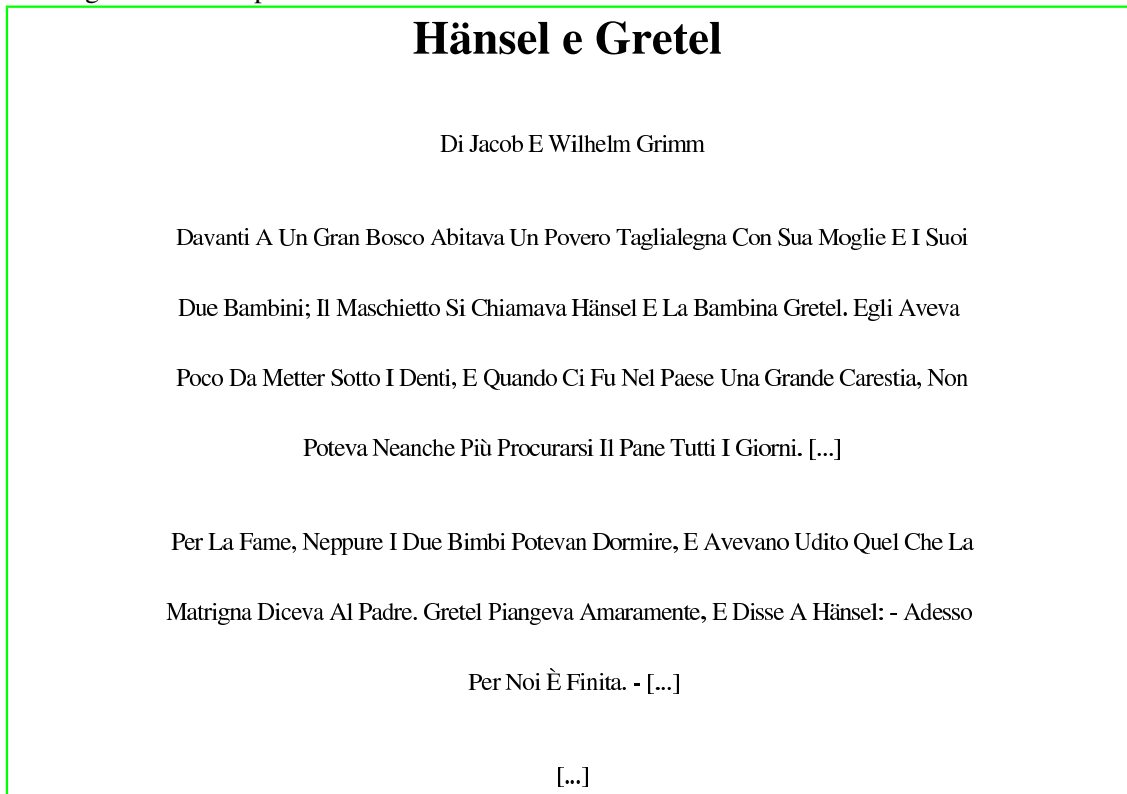 Hänsel e Gretel
Di Jacob E Wilhelm Grimm
Davanti A Un Gran Bosco Abitava Un Povero Taglialegna Con Sua Moglie E I Suoi
Due Bambini; Il Maschietto Si Chiamava Hänsel E La Bambina Gretel. Egli Aveva
Poco Da Metter Sotto I Denti, E Quando Ci Fu Nel Paese Una Grande Carestia, Non
Poteva Neanche Più Procurarsi Il Pane Tutti I Giorni. [...]
Per La Fame, Neppure I Due Bimbi Potevan Dormire, E Avevano Udito Quel Che La
Matrigna Diceva Al Padre. Gretel Piangeva Amaramente, E Disse A Hänsel: - Adesso
Per Noi È Finita. - [...]
[...]